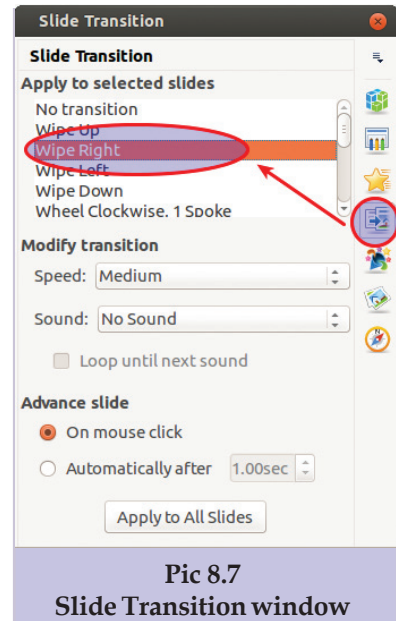 Slide Transition
Slide Transition
Apply to selected slides
No transition
Wipe Up
Wipe Right
Wipe Left
Wipe Down
Wheel Clockwise. 1 Spoke
Modify transition
Speed: Medium
Sound: No Sound
Loop until next sound
Advance slide
On mouse click
Automatically after 1.00sec
Apply to All Slides
Pic 8.7
Slide Transition window